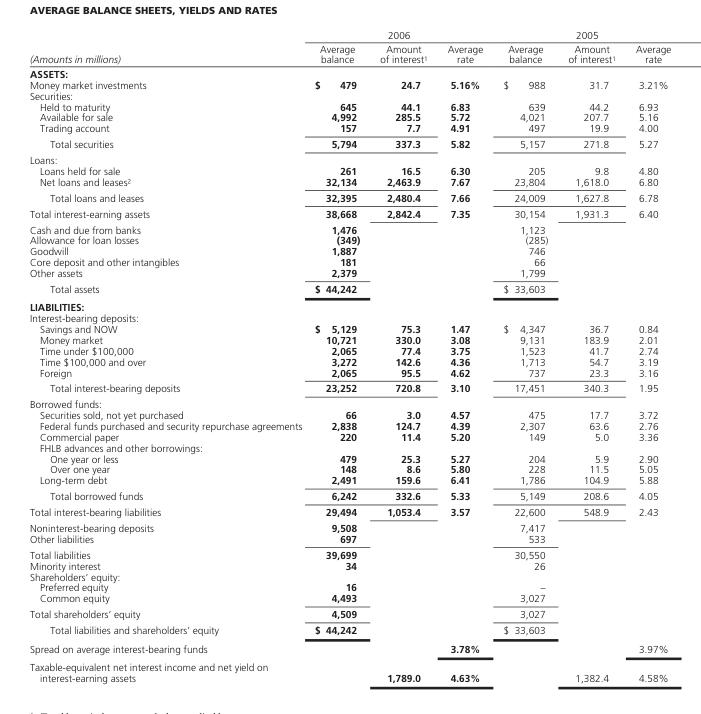 AVERAGE BALANCE SHEETS, YIELDS AND RATES
2006 2005
Average Amount Average Average Amount Average
(Amounts in millions) balance of interest¹ rate balance of interest¹ rate
ASSETS:
Money market investments $ 479 24.7 5.16% $ 988 31.7 3.21%
Securities:
Held to maturity 645 44.1 6.83 639 44.2 6.93
Available for sale 4,992 285.5 5.72 4,021 207.7 5.16
Trading account 157 7.7 4.91 497 19.9 4.00
Total securities 5,794 337.3 5.82 5,157 271.8 5.27
Loans:
Loans held for sale 261 16.5 6.30 205 9.8 4.80
Net loans and leases² 32,134 2,463.9 7.67 23,804 1,618.0 6.80
Total loans and leases 32,395 2,480.4 7.66 24,009 1,627.8 6.78
Total interest-earning assets 38,668 2,842.4 7.35 30,154 1,931.3 6.40
Cash and due from banks 1,476 1,123
Allowance for loan losses (349) (285)
Goodwill 1,887 746
Core deposit and other intangibles 181 66
Other assets 2,379 1,799
Total assets $ 44,242 $ 33,603
LIABILITIES:
Interest-bearing deposits:
Savings and NOW $ 5,129 75.3 1.47 $ 4,347 36.7 0.84
Money market 10,721 330.0 3.08 9,131 183.9 2.01
Time under $100,000 2,065 77.4 3.75 1,523 41.7 2.74
Time $100,000 and over 3,272 142.6 4.36 1,713 54.7 3.19
Foreign 2,065 95.5 4.62 737 23.3 3.16
Total interest-bearing deposits 23,252 720.8 3.10 17,451 340.3 1.95
Borrowed funds:
Securities sold, not yet purchased 66 3.0 4.57 475 17.7 3.72
Federal funds purchased and security repurchase agreements 2,838 124.7 4.39 2,307 63.6 2.76
Commercial paper 220 11.4 5.20 149 5.0 3.36
FHLB advances and other borrowings:
One year or less 479 25.3 5.27 204 5.9 2.90
Over one year 148 8.6 5.80 228 11.5 5.05
Long-term debt 2,491 159.6 6.41 1,786 104.9 5.88
Total borrowed funds 6,242 332.6 5.33 5,149 208.6 4.05
Total interest-bearing liabilities 29,494 1,053.4 3.57 22,600 548.9 2.43
Noninterest-bearing deposits 9,508 7,417
Other liabilities 697 533
Total liabilities 39,699 30,550
Minority interest 34 26
Shareholders' equity:
Preferred equity 16 –
Common equity 4,493 3,027
Total shareholders' equity 4,509 3,027
Total liabilities and shareholders' equity $ 44,242 $ 33,603
Spread on average interest-bearing funds 3.78% 3.97%
Taxable-equivalent net interest income and net yield on
interest-earning assets 1,789.0 4.63% 1,382.4 4.58%